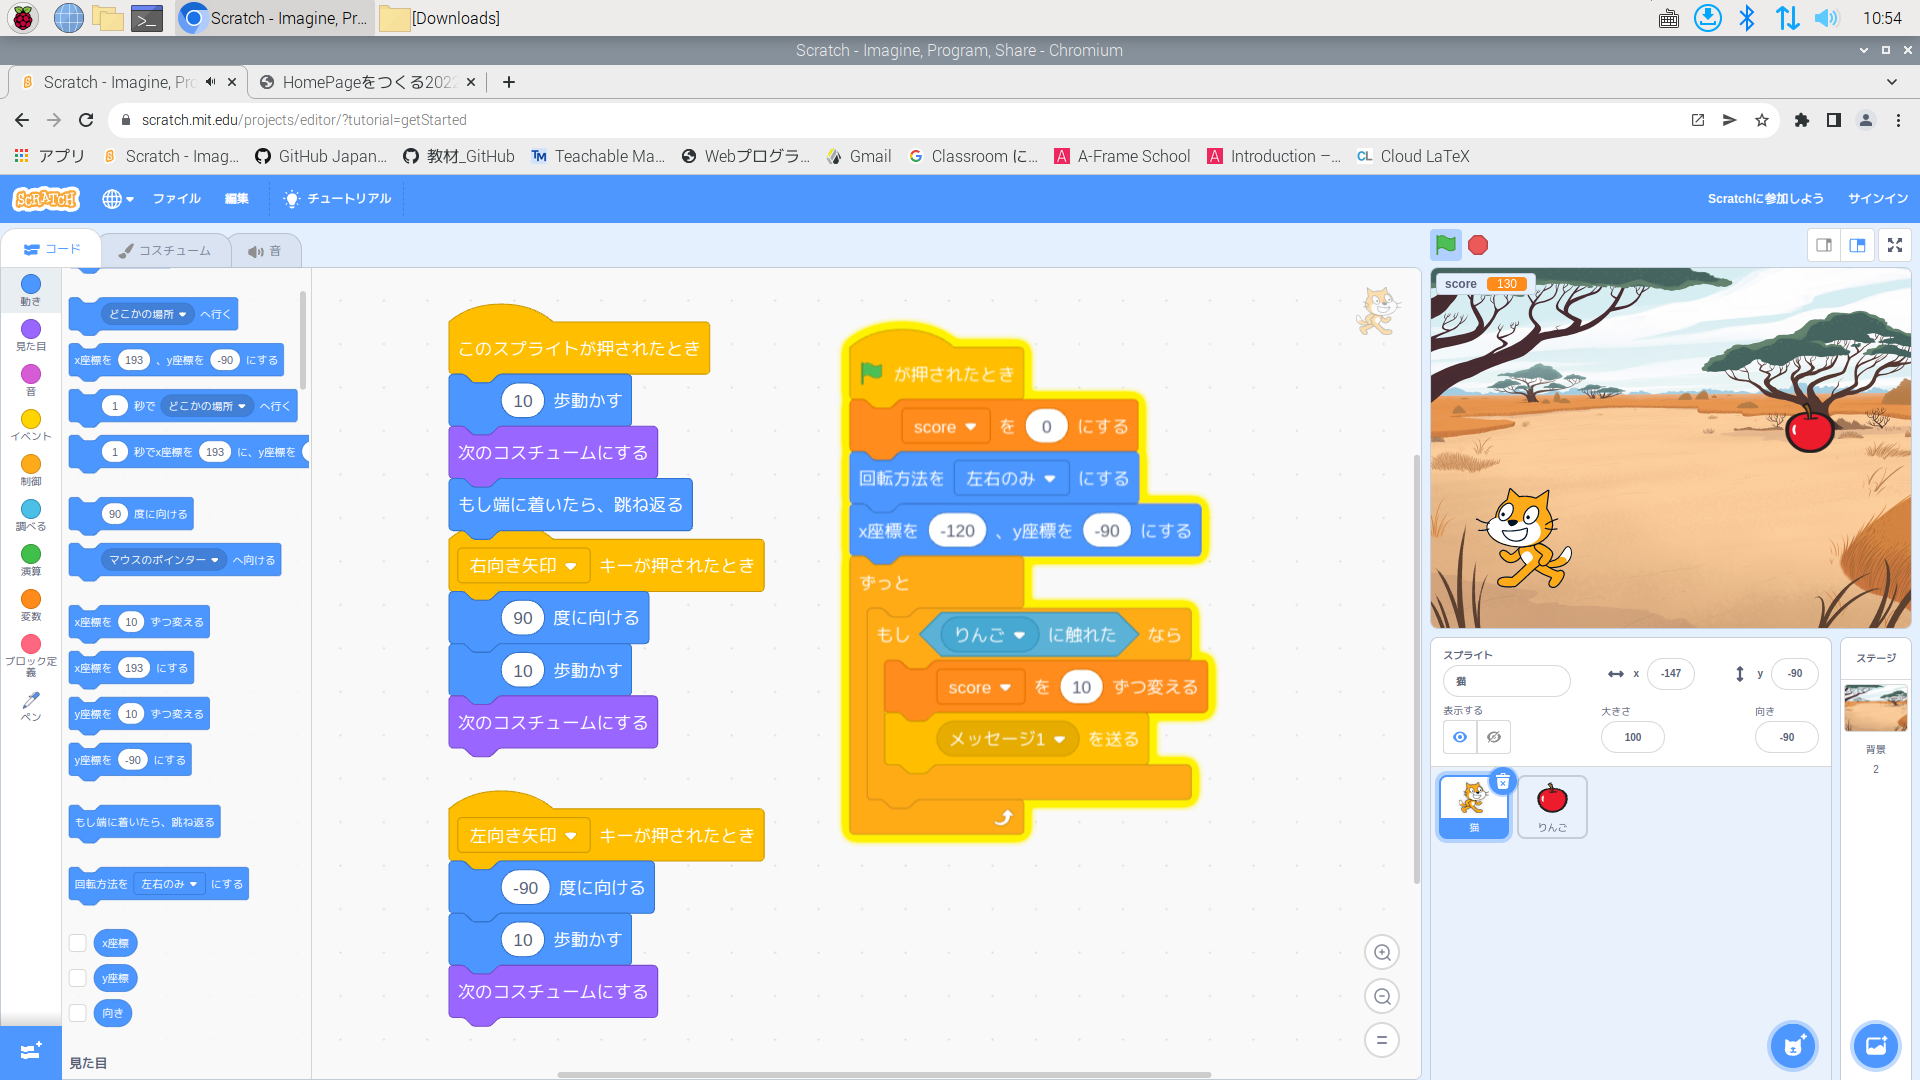 Scratch - Imagine, Pr...
[Downloads]
10:54
Scratch - Imagine, Program, Share - Chromium
Scratch - Imagine, Pro
HomePageをつくる2022
scratch.mit.edu/projects/editor/?tutorial=getStarted
アプリ
Scratch - Imag...
GitHub Japan...
教材_GitHub
Teachable Ma...
Webプログラ...
Gmail
Classroom に...
A-Frame School
Introduction –...
Cloud LaTeX
SCRATCH
ファイル
編集
チュートリアル
Scratchに参加しよう
サインイン
コード
コスチューム
音
動き
見た目
音
イベント
制御
調べる
演算
変数
ブロック定義
ペン
どこかの場所 へ行く
x座標を 193 、y座標を -90 にする
1 秒で どこかの場所 へ行く
1 秒でx座標を 193 に、y座標を
90 度に向ける
マウスのポインター へ向ける
x座標を 10 ずつ変える
x座標を 193 にする
y座標を 10 ずつ変える
y座標を -90 にする
もし端に着いたら、跳ね返る
回転方法を 左右のみ にする
x座標
y座標
向き
見た目
このスプライトが押されたとき
10 歩動かす
次のコスチュームにする
もし端に着いたら、跳ね返る
右向き矢印 キーが押されたとき
90 度に向ける
10 歩動かす
次のコスチュームにする
左向き矢印 キーが押されたとき
-90 度に向ける
10 歩動かす
次のコスチュームにする
が押されたとき
score を 0 にする
回転方法を 左右のみ にする
x座標を -120 、y座標を -90 にする
ずっと
もし りんご に触れた なら
score を 10 ずつ変える
メッセージ1 を送る
score 130
スプライト
猫
x -147
y -90
表示する
大きさ
100
向き
-90
猫
りんご
ステージ
背景
2